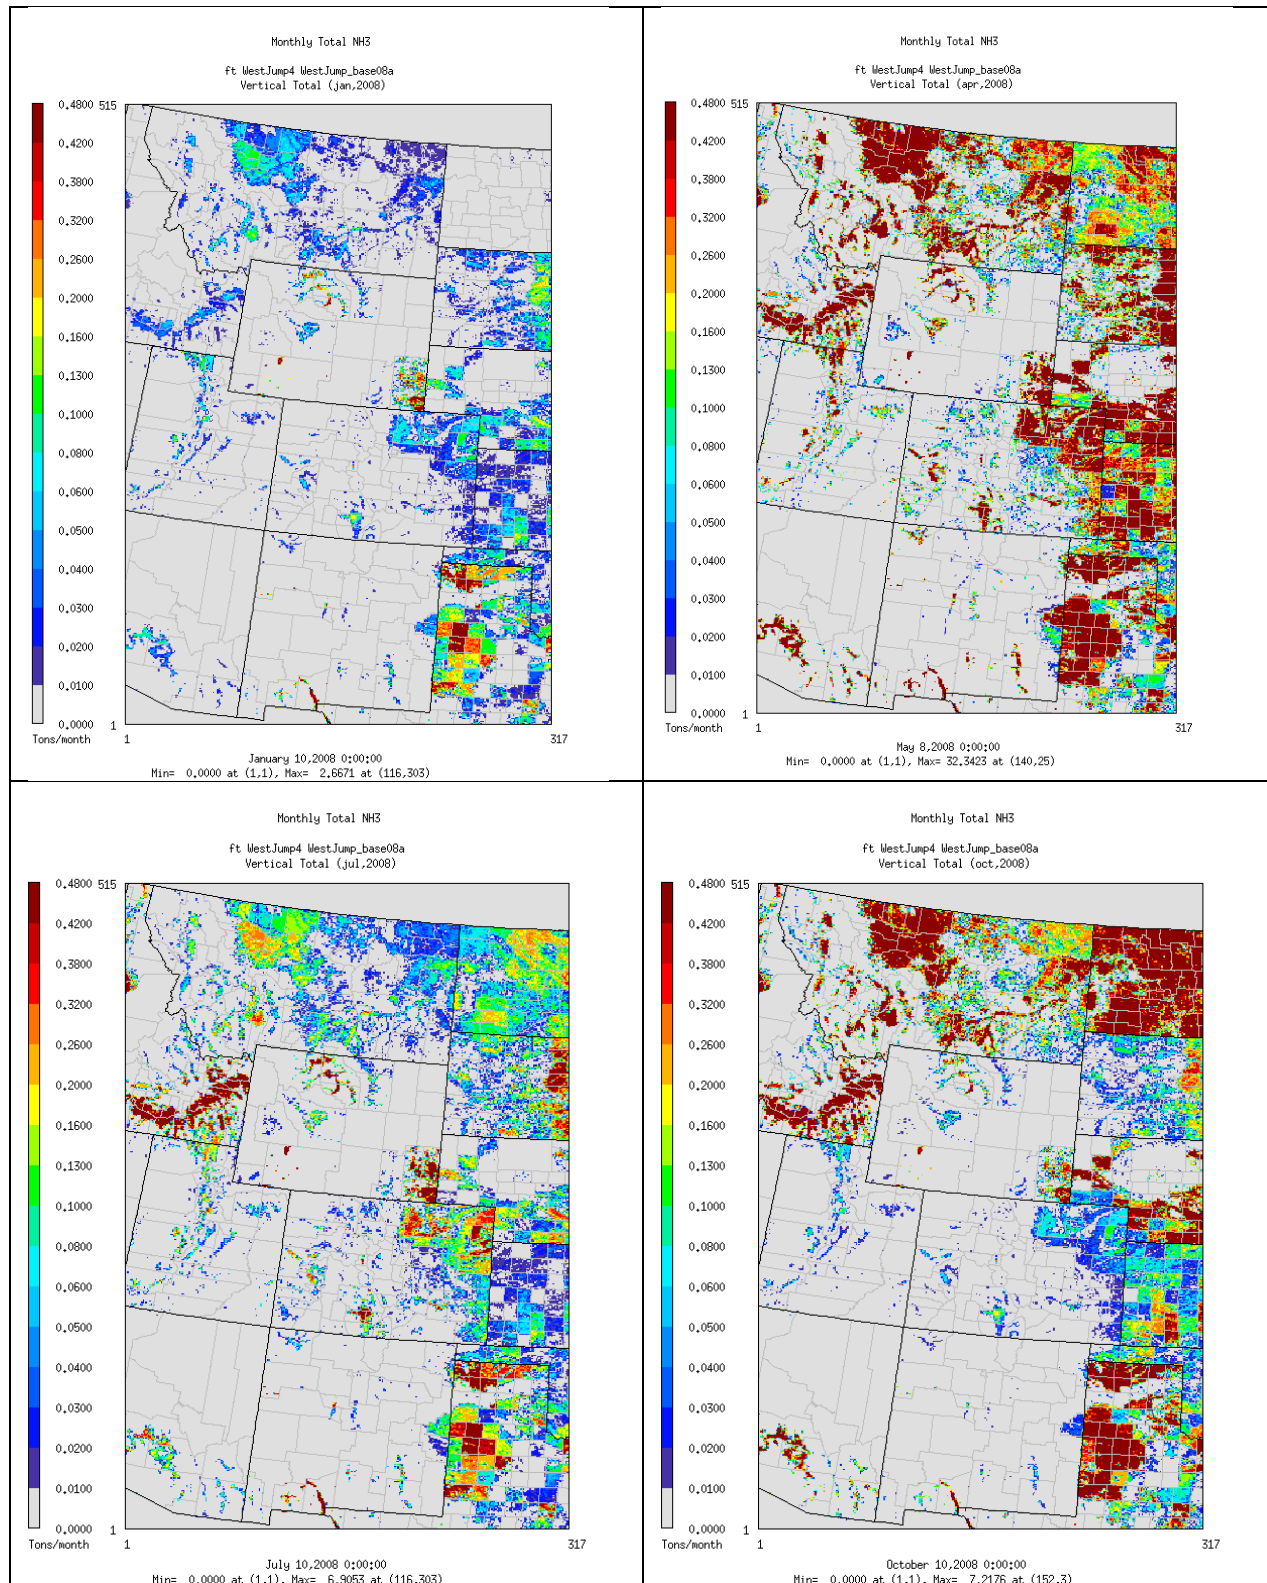 Monthly Total NH3
ft WestJump4 WestJump_base08a
Vertical Total (jan,2008)
0.4800 515
0.4200
0.3800
0.3200
0.2600
0.2000
0.1600
0.1300
0.1000
0.0800
0.0600
0.0500
0.0400
0.0300
0.0200
0.0100
0.0000 1
Tons/month 1 317
January 10,2008 0:00:00
Min= 0.0000 at (1,1), Max= 2.6671 at (116,303)
Monthly Total NH3
ft WestJump4 WestJump_base08a
Vertical Total (apr,2008)
0.4800 515
0.4200
0.3800
0.3200
0.2600
0.2000
0.1600
0.1300
0.1000
0.0800
0.0600
0.0500
0.0400
0.0300
0.0200
0.0100
0.0000 1
Tons/month 1 317
May 8,2008 0:00:00
Min= 0.0000 at (1,1), Max= 32.3423 at (140,25)
Monthly Total NH3
ft WestJump4 WestJump_base08a
Vertical Total (jul,2008)
0.4800 515
0.4200
0.3800
0.3200
0.2600
0.2000
0.1600
0.1300
0.1000
0.0800
0.0600
0.0500
0.0400
0.0300
0.0200
0.0100
0.0000 1
Tons/month 1 317
July 10,2008 0:00:00
Min= 0.0000 at (1,1), Max= 6.9053 at (116,303)
Monthly Total NH3
ft WestJump4 WestJump_base08a
Vertical Total (oct,2008)
0.4800 515
0.4200
0.3800
0.3200
0.2600
0.2000
0.1600
0.1300
0.1000
0.0800
0.0600
0.0500
0.0400
0.0300
0.0200
0.0100
0.0000 1
Tons/month 1 317
October 10,2008 0:00:00
Min= 0.0000 at (1,1), Max= 7.2176 at (152,3)